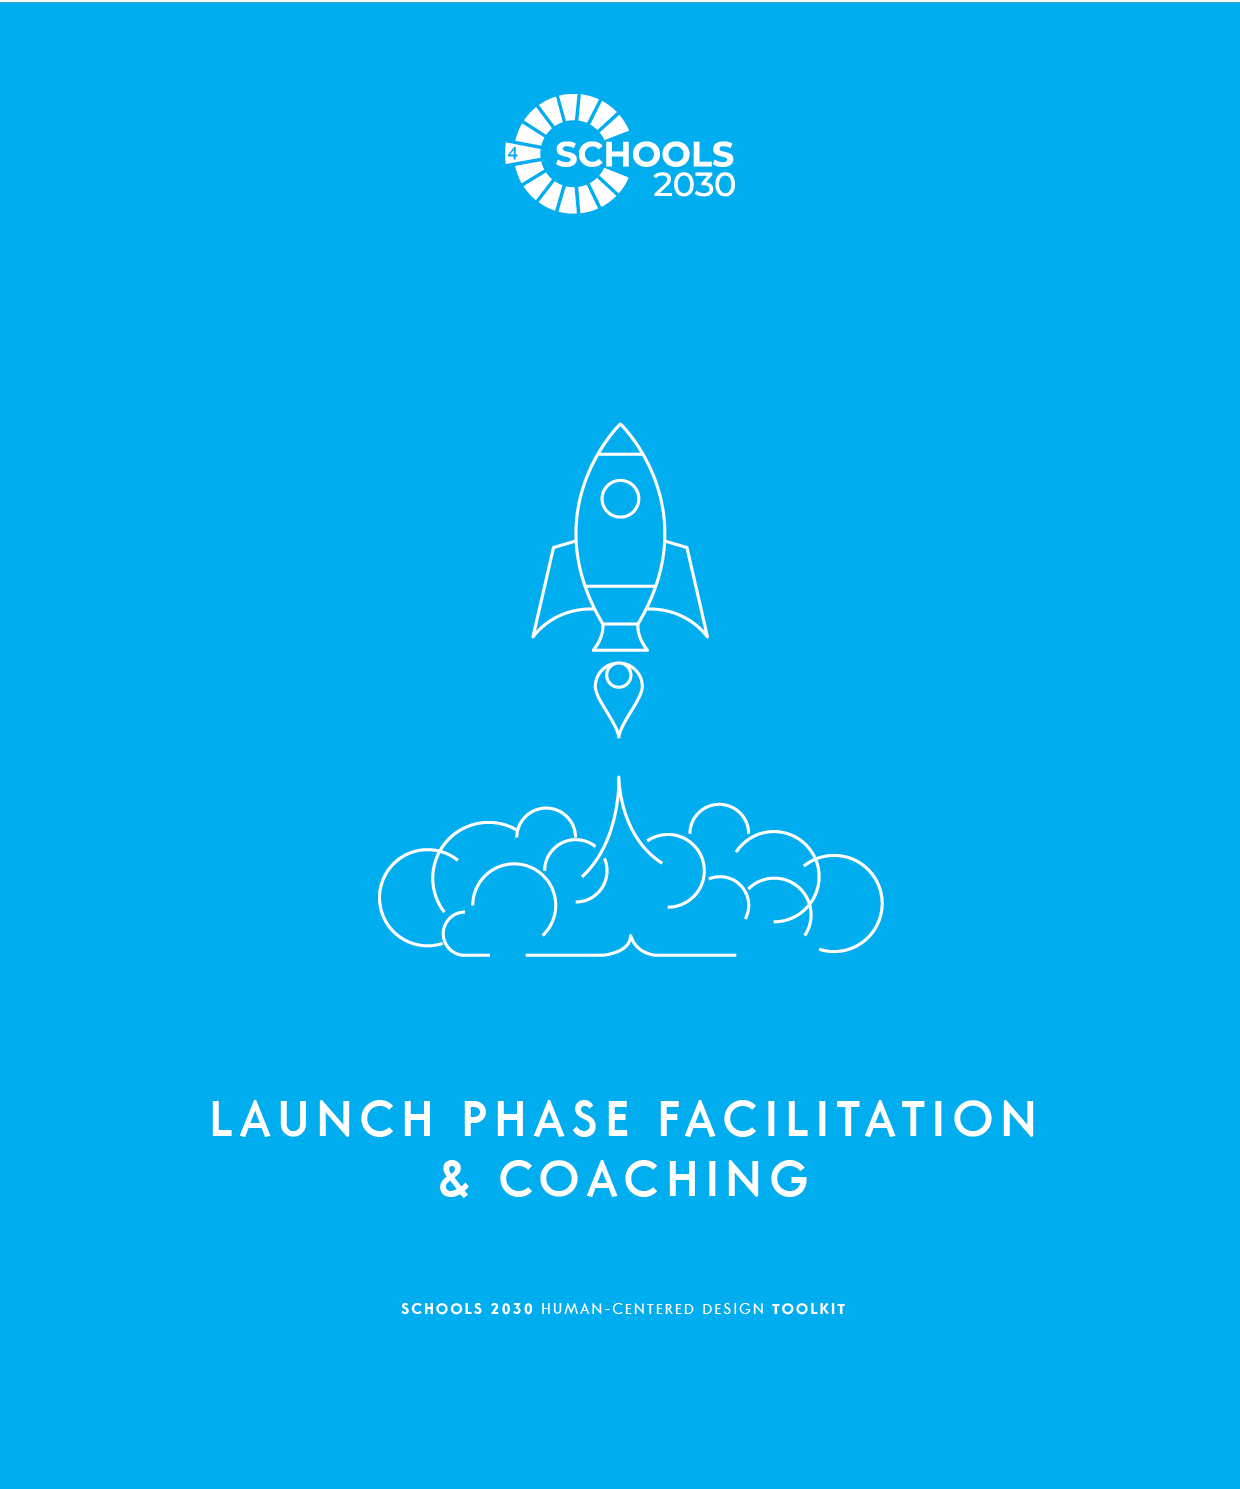 4
SCHOOLS
2030
LAUNCH PHASE FACILITATION
& COACHING
SCHOOLS 2030 HUMAN-CENTERED DESIGN TOOLKIT